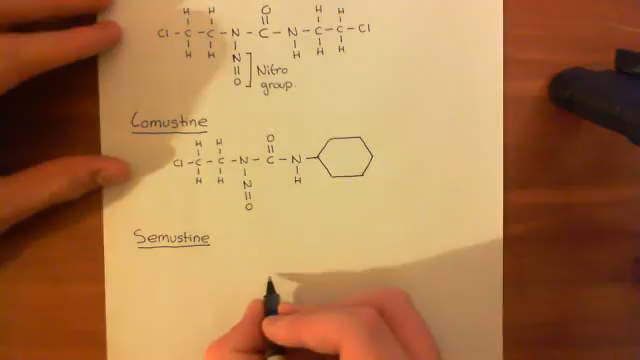 H H O H H
Cl - C - C - N - C - N - C - C - Cl
H H N H H H
Nitro
O group.
Lomustine
H H O
Cl - C - C - N - C - N
H H N H
O
Semustine